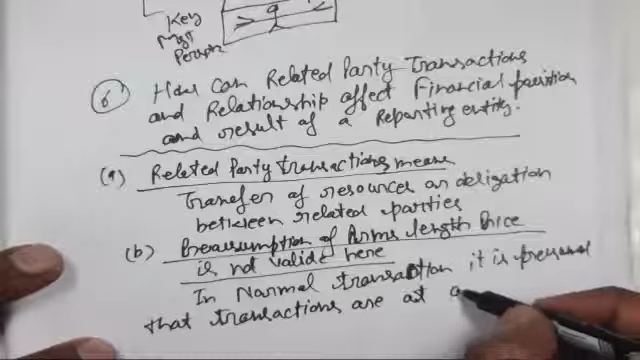 Key
Mgt
Person
(6) How can Related Party Transactions
and Relationship affect Financial position
and result of a Reporting entity.
(a) Related Party transactions means
Transfer of resources or obligation
between related parties
(b) Presumption of Arms length Price
is not valid here
In Normal transaction it is presumed
that transactions are at a